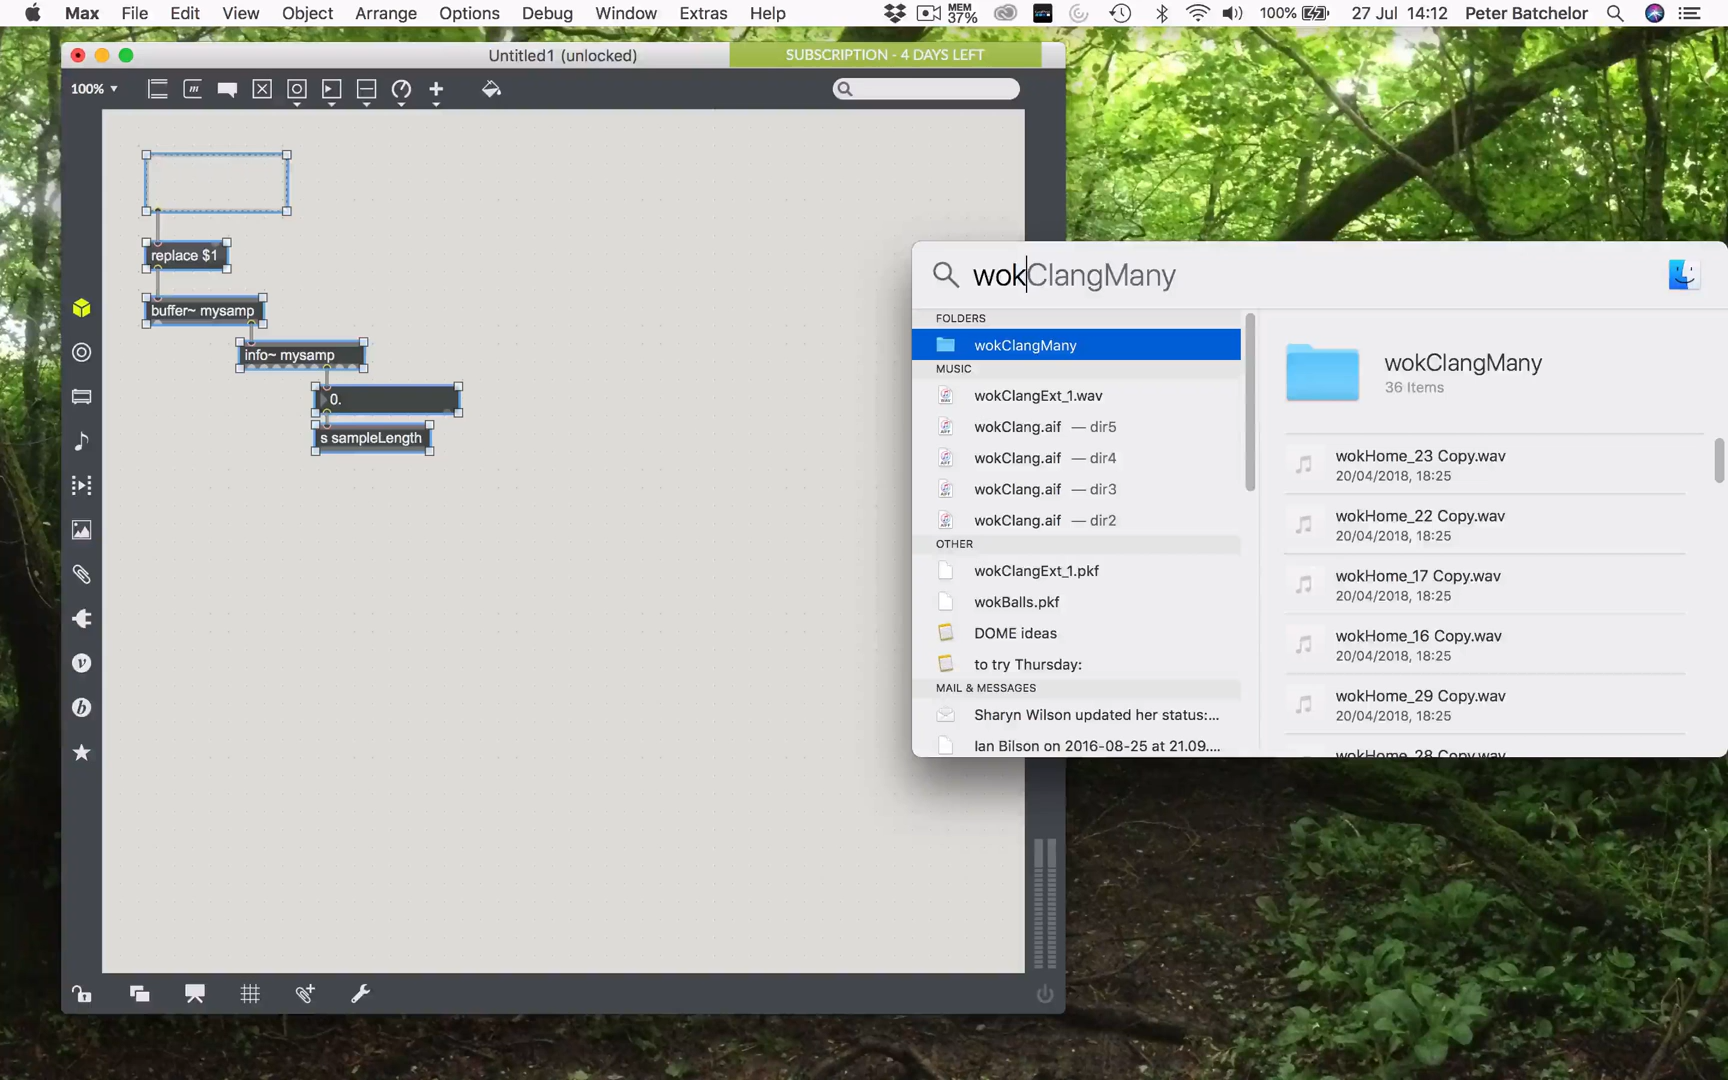 Max File Edit View Object Arrange Options Debug Window Extras Help MEM 37% 100% 27 Jul 14:12 Peter Batchelor
Untitled1 (unlocked)
SUBSCRIPTION - 4 DAYS LEFT
100%
replace $1
buffer~ mysamp
info~ mysamp
0.
s sampleLength
wokClangMany
FOLDERS
wokClangMany
MUSIC
wokClangExt_1.wav
wokClang.aif — dir5
wokClang.aif — dir4
wokClang.aif — dir3
wokClang.aif — dir2
OTHER
wokClangExt_1.pkf
wokBalls.pkf
DOME ideas
to try Thursday:
MAIL & MESSAGES
Sharyn Wilson updated her status:...
Ian Bilson on 2016-08-25 at 21.09....
wokClangMany
36 Items
wokHome_23 Copy.wav
20/04/2018, 18:25
wokHome_22 Copy.wav
20/04/2018, 18:25
wokHome_17 Copy.wav
20/04/2018, 18:25
wokHome_16 Copy.wav
20/04/2018, 18:25
wokHome_29 Copy.wav
20/04/2018, 18:25
wokHome_28 Copy.wav